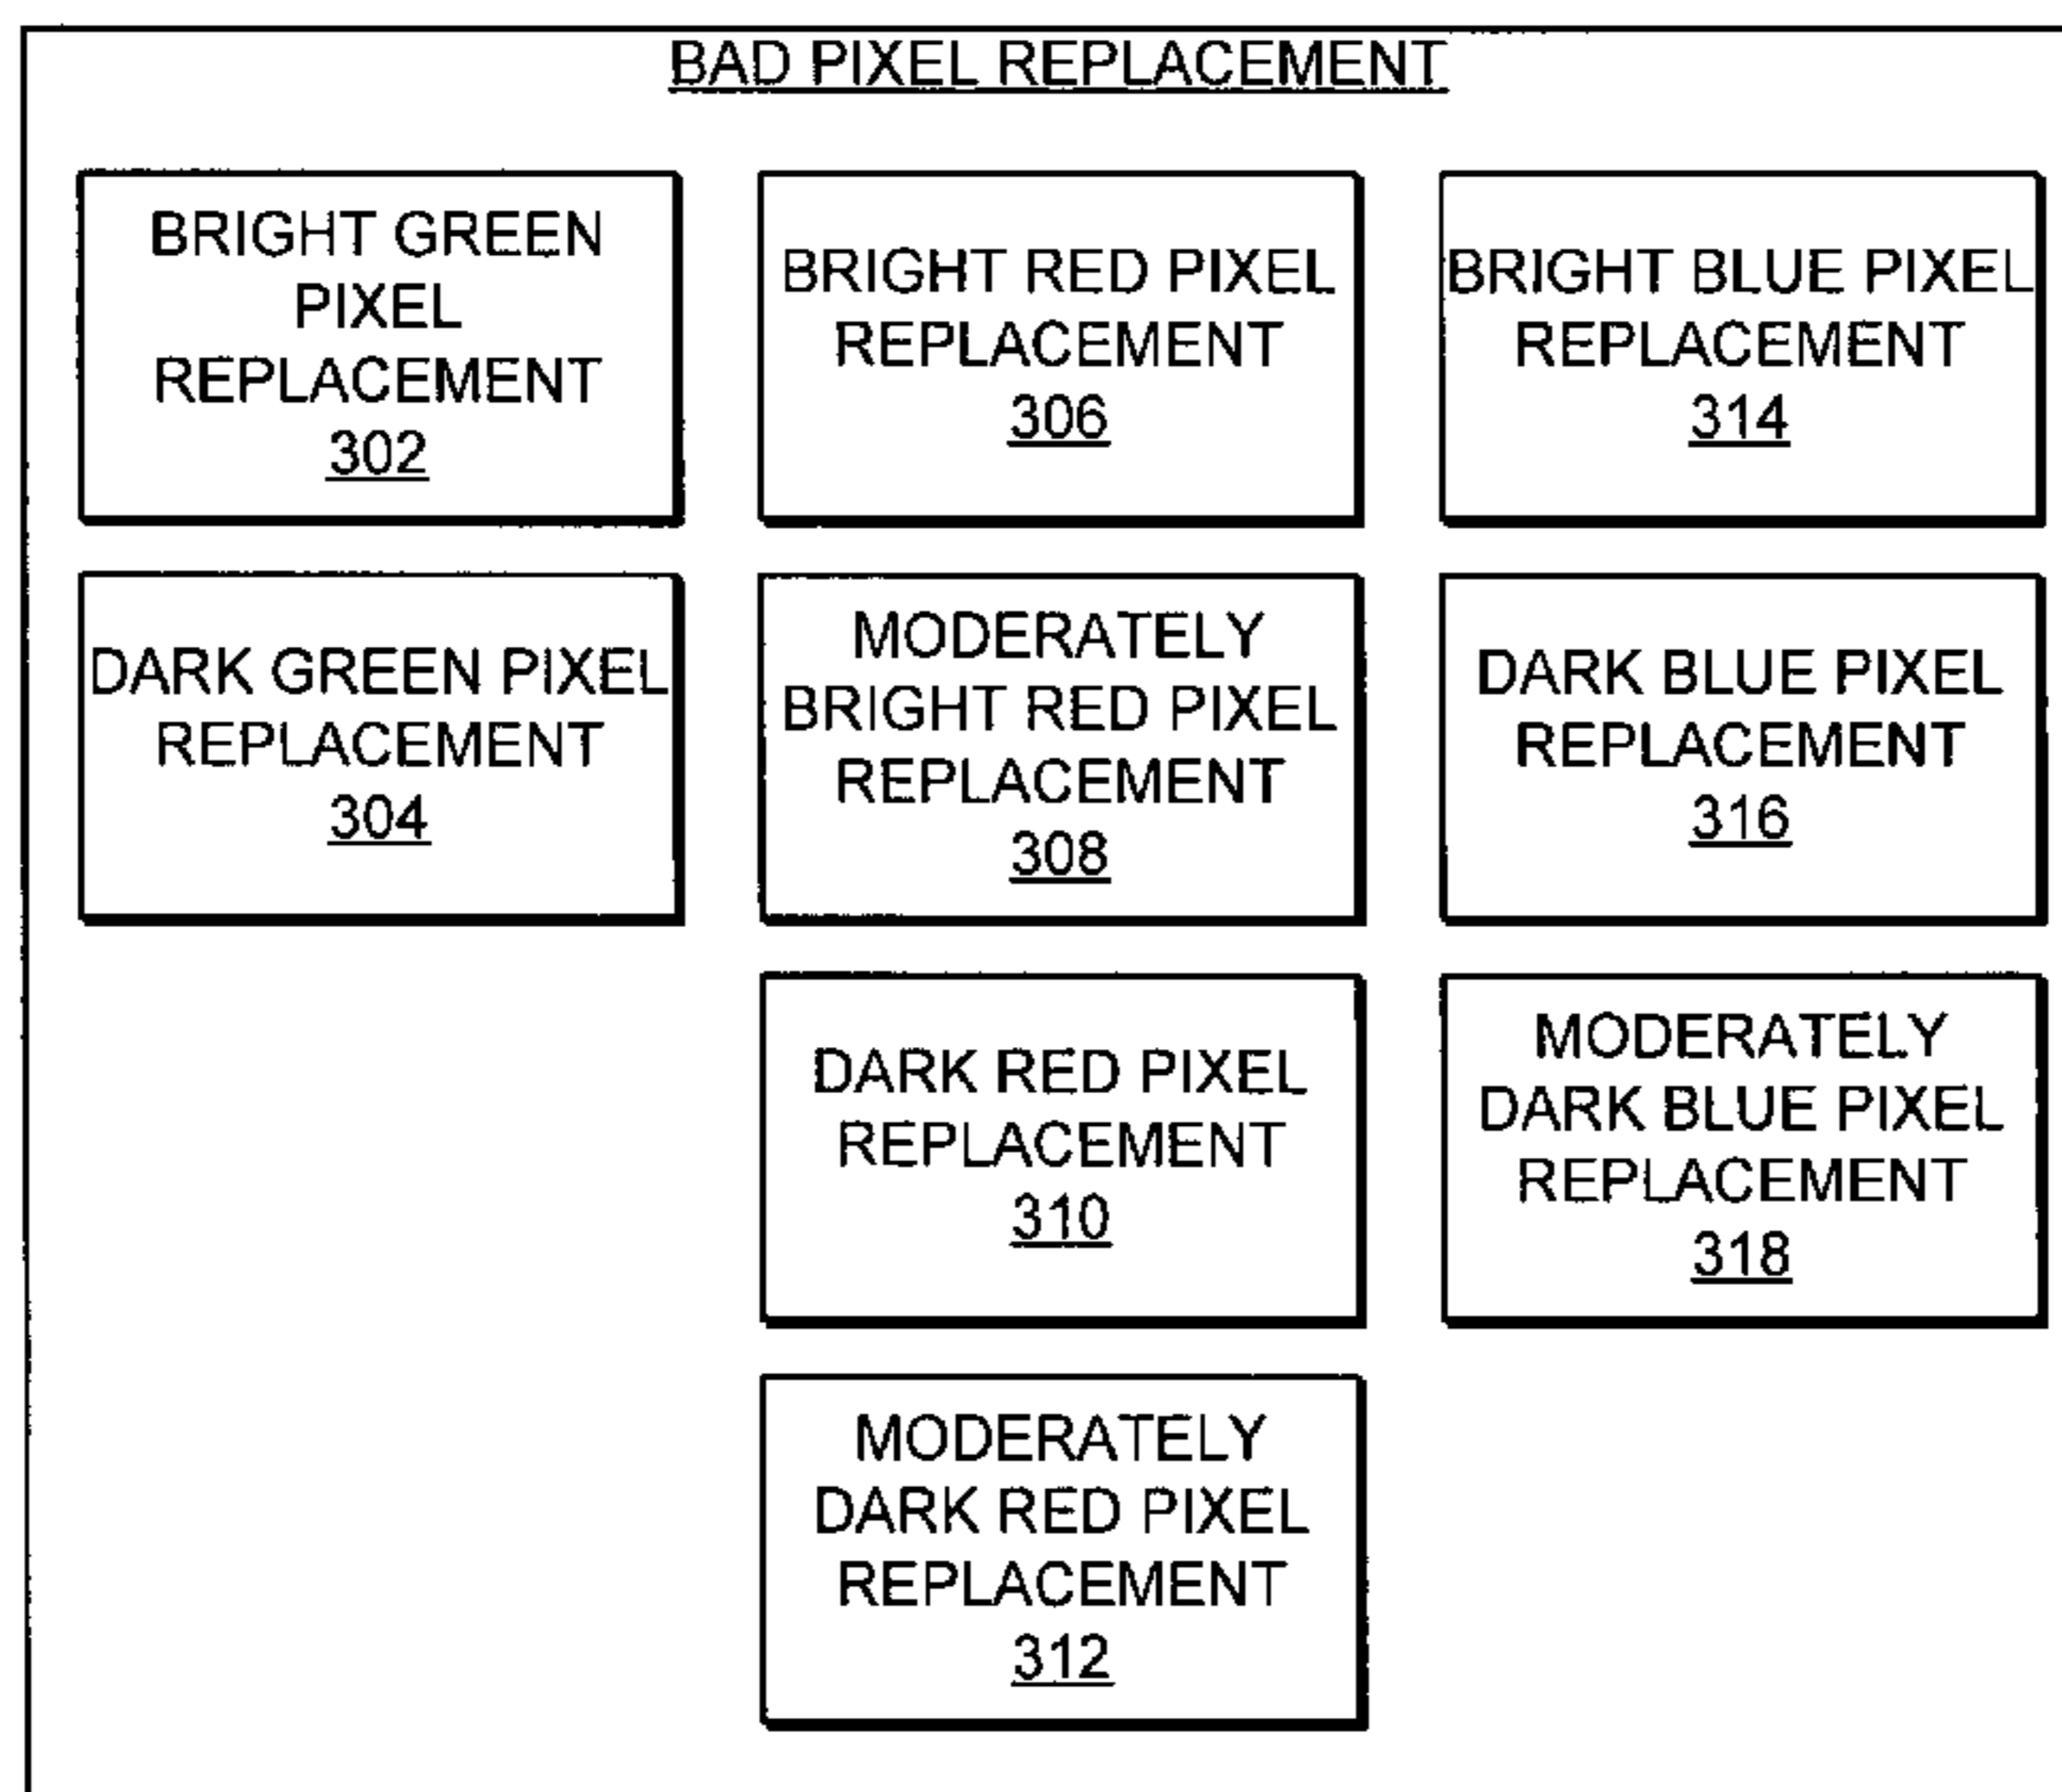 BAD PIXEL REPLACEMENT
BRIGHT GREEN
PIXEL
REPLACEMENT
302
BRIGHT RED PIXEL
REPLACEMENT
306
BRIGHT BLUE PIXEL
REPLACEMENT
314
DARK GREEN PIXEL
REPLACEMENT
304
MODERATELY
BRIGHT RED PIXEL
REPLACEMENT
308
DARK BLUE PIXEL
REPLACEMENT
316
DARK RED PIXEL
REPLACEMENT
310
MODERATELY
DARK BLUE PIXEL
REPLACEMENT
318
MODERATELY
DARK RED PIXEL
REPLACEMENT
312